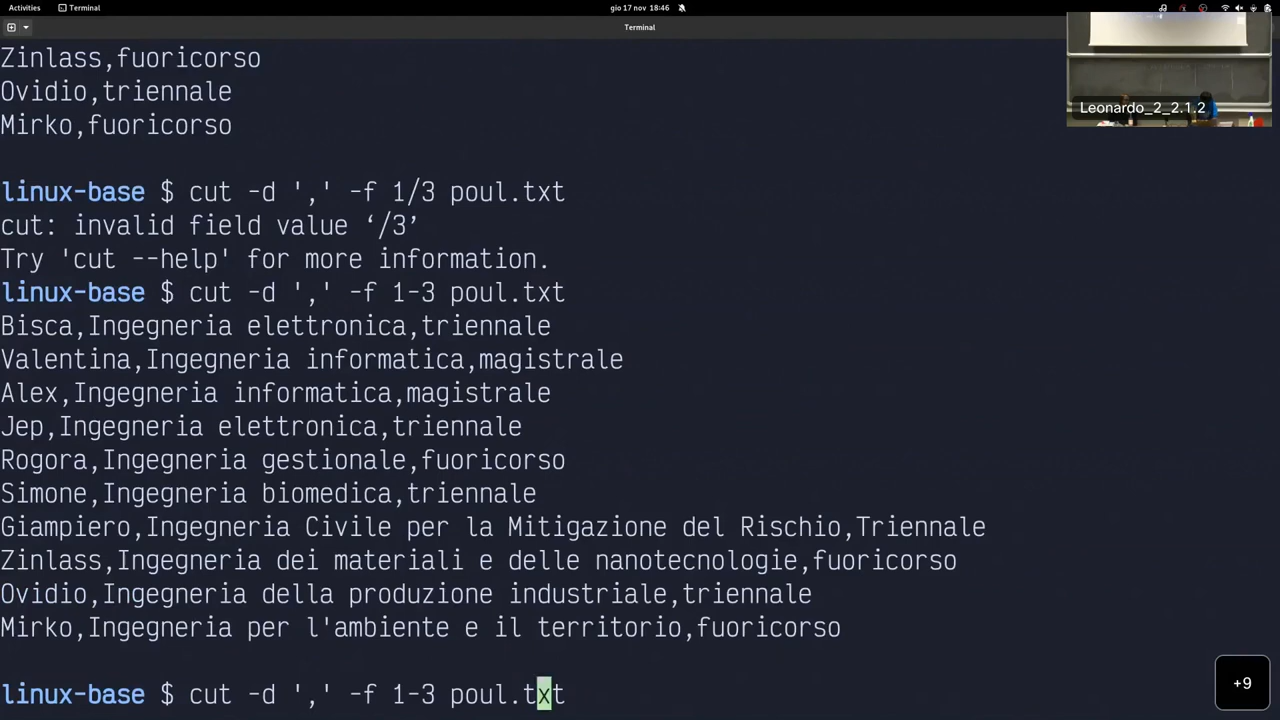 Activities
Terminal
gio 17 nov 18:46
Terminal
Zinlass,fuoricorso
Ovidio,triennale
Mirko,fuoricorso
Leonardo_2_2.1.2
linux-base $ cut -d ',' -f 1/3 poul.txt
cut: invalid field value ‘/3’
Try 'cut --help' for more information.
linux-base $ cut -d ',' -f 1-3 poul.txt
Bisca,Ingegneria elettronica,triennale
Valentina,Ingegneria informatica,magistrale
Alex,Ingegneria informatica,magistrale
Jep,Ingegneria elettronica,triennale
Rogora,Ingegneria gestionale,fuoricorso
Simone,Ingegneria biomedica,triennale
Giampiero,Ingegneria Civile per la Mitigazione del Rischio,Triennale
Zinlass,Ingegneria dei materiali e delle nanotecnologie,fuoricorso
Ovidio,Ingegneria della produzione industriale,triennale
Mirko,Ingegneria per l'ambiente e il territorio,fuoricorso
linux-base $ cut -d ',' -f 1-3 poul.txt
+9